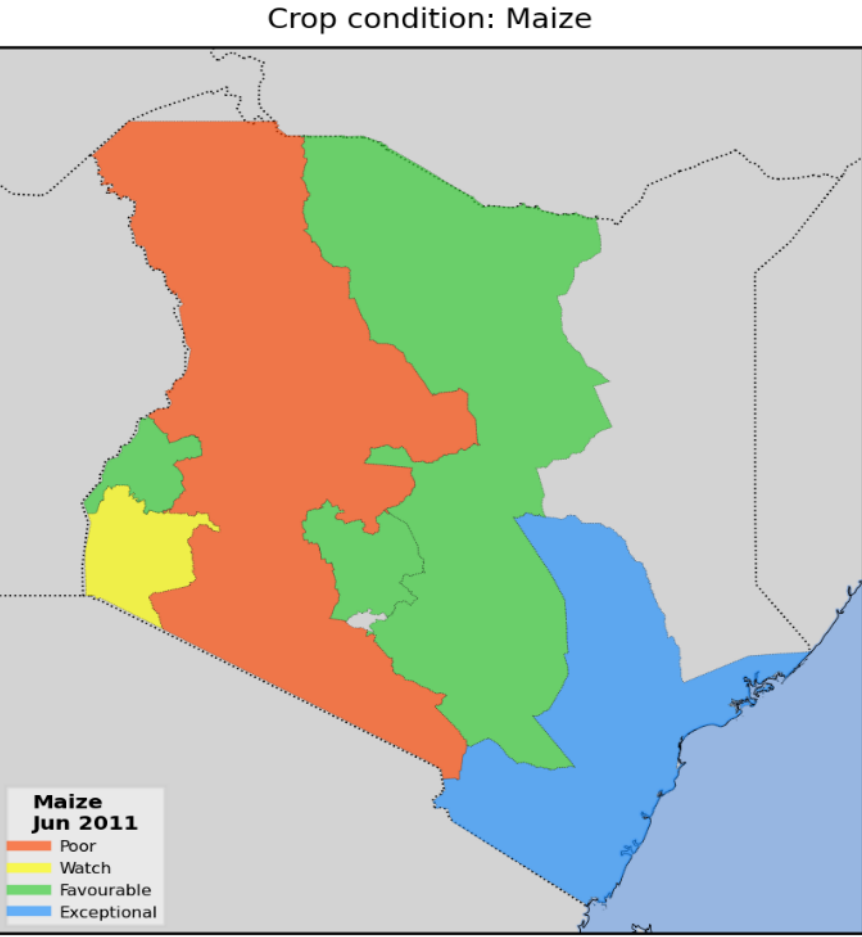 Crop condition: Maize
Maize
Jun 2011
Poor
Watch
Favourable
Exceptional